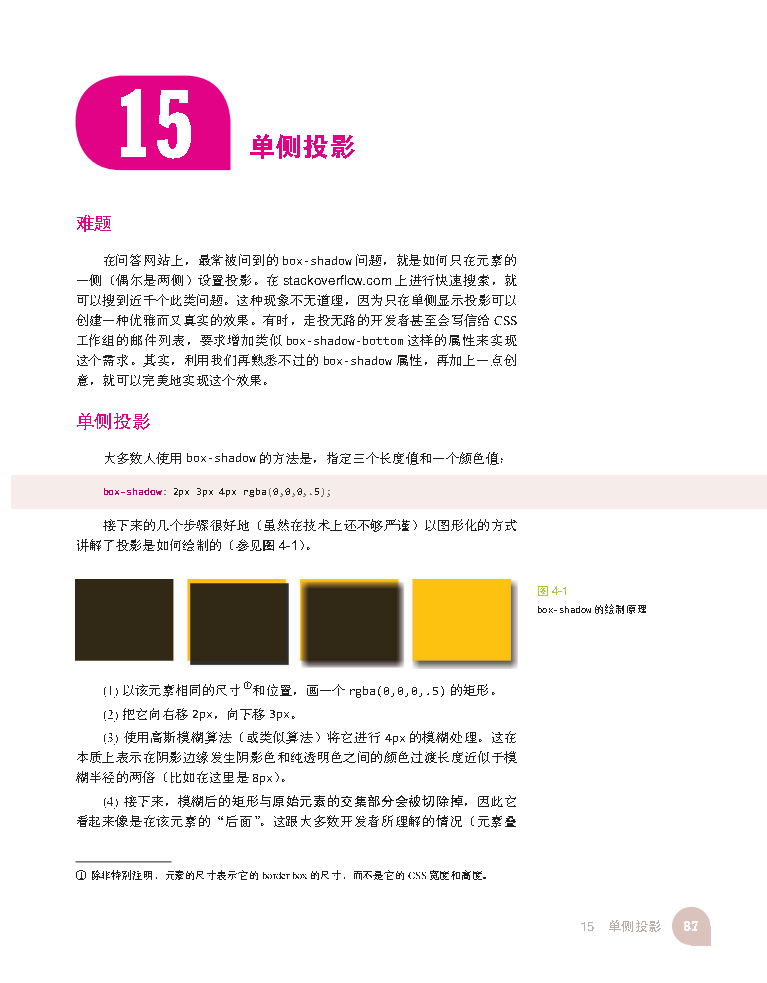 15
单侧投影
难题
在问答网站上，最常被问到的 box-shadow 问题，就是如何只在元素的
一侧（偶尔是两侧）设置投影。在 stackoverflow.com 上进行快速搜索，就
可以搜到近千个此类问题。这种现象不无道理，因为只在单侧显示投影可以
创建一种优雅而又真实的效果。有时，走投无路的开发者甚至会写信给 CSS
工作组的邮件列表，要求增加类似 box-shadow-bottom 这样的属性来实现
这个需求。其实，利用我们再熟悉不过的 box-shadow 属性，再加上一点创
意，就可以完美地实现这个效果。
单侧投影
大多数人使用 box-shadow 的方法是，指定三个长度值和一个颜色值：
box-shadow: 2px 3px 4px rgba(0,0,0,.5);
接下来的几个步骤很好地（虽然在技术上还不够严谨）以图形化的方式
讲解了投影是如何绘制的（参见图 4-1）。
图 4-1
box-shadow 的绘制原理
(1) 以该元素相同的尺寸①和位置，画一个 rgba(0,0,0,.5) 的矩形。
(2) 把它向右移 2px，向下移 3px。
(3) 使用高斯模糊算法（或类似算法）将它进行 4px 的模糊处理。这在
本质上表示在阴影边缘发生阴影色和纯透明色之间的颜色过渡长度近似于模
糊半径的两倍（比如在这里是 8px）。
(4) 接下来，模糊后的矩形与原始元素的交集部分会被切除掉，因此它
看起来像是在该元素的“后面”。这跟大多数开发者所理解的情况（元素叠
① 除非特别注明，元素的尺寸表示它的 border box 的尺寸，而不是它的 CSS 宽度和高度。
15 单侧投影 87